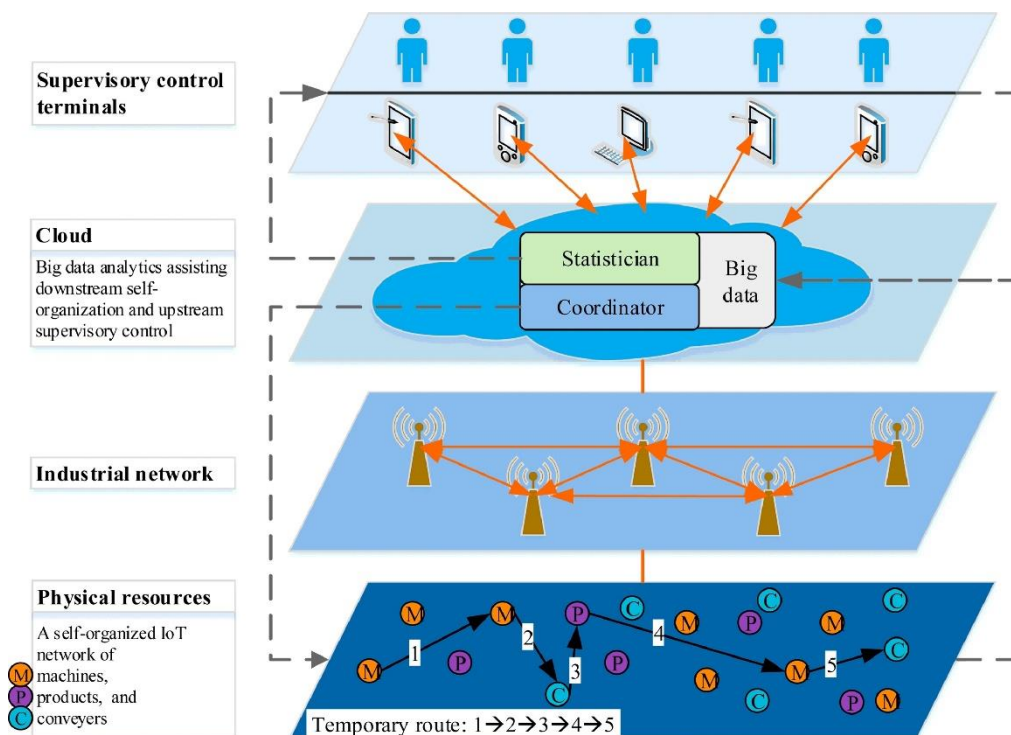 Supervisory control
terminals
Cloud
Big data analytics assisting
downstream self-
organization and upstream
supervisory control
Statistician
Coordinator
Big
data
Industrial network
Physical resources
A self-organized IoT
network of
M machines,
P products, and
C conveyers
M
M
P
C
M
C
P
M
C
M
1
2
3
4
5
P
P
C
M
M
C
C
P
M
Temporary route: 1→2→3→4→5